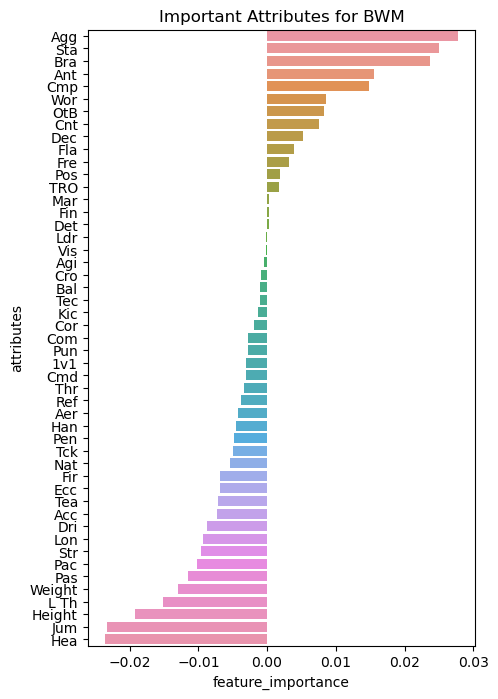 Important Attributes for BWM
Agg
Sta
Bra
Ant
Cmp
Wor
OtB
Cnt
Dec
Fla
Fre
Pos
TRO
Mar
Fin
Det
Ldr
Vis
Agi
Cro
Bal
Tec
Kic
Cor
Com
Pun
1v1
Cmd
Thr
Ref
Aer
Han
Pen
Tck
Nat
Fir
Ecc
Tea
Acc
Dri
Lon
Str
Pac
Pas
Weight
L Th
Height
Jum
Hea
attributes
−0.02 −0.01 0.00 0.01 0.02 0.03
feature_importance